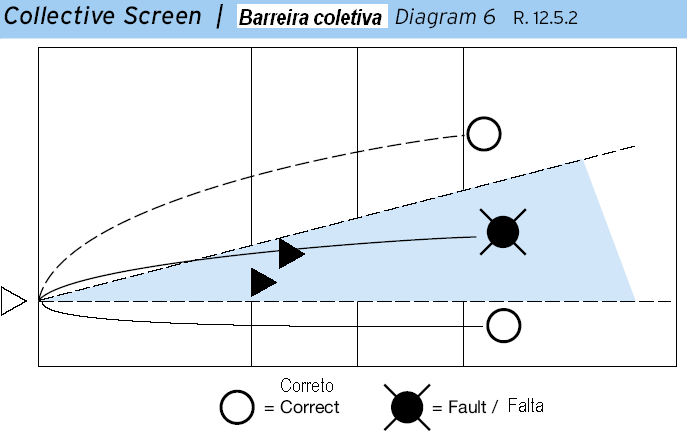 Collective Screen | Barreira coletiva Diagram 6 R. 12.5.2
Correto
= Correct
= Fault / Falta